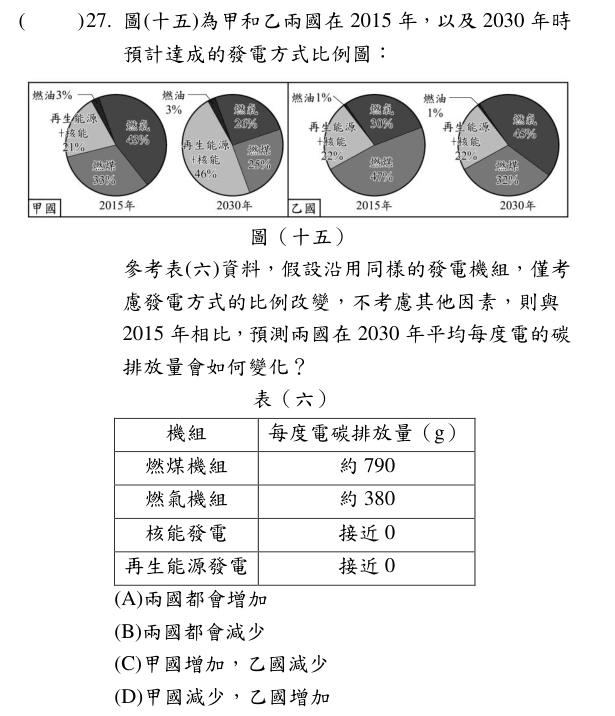 (　　)27. 圖(十五)為甲和乙兩國在 2015 年，以及 2030 年時
預計達成的發電方式比例圖：
燃油3%
燃氣
43%
再生能源
+核能
21%
燃煤
33%
甲國
2015年
燃油
3%
燃氣
26%
再生能源
+核能
46%
燃煤
25%
2030年
燃油1%
燃氣
30%
再生能源
+核能
22%
燃煤
47%
乙國
2015年
燃油
1%
燃氣
45%
再生能源
+核能
22%
燃煤
32%
2030年
圖（十五）
參考表(六)資料，假設沿用同樣的發電機組，僅考
慮發電方式的比例改變，不考慮其他因素，則與
2015 年相比，預測兩國在 2030 年平均每度電的碳
排放量會如何變化？
表（六）
機組　每度電碳排放量（g）
燃煤機組　約 790
燃氣機組　約 380
核能發電　接近 0
再生能源發電　接近 0
(A)兩國都會增加
(B)兩國都會減少
(C)甲國增加，乙國減少
(D)甲國減少，乙國增加